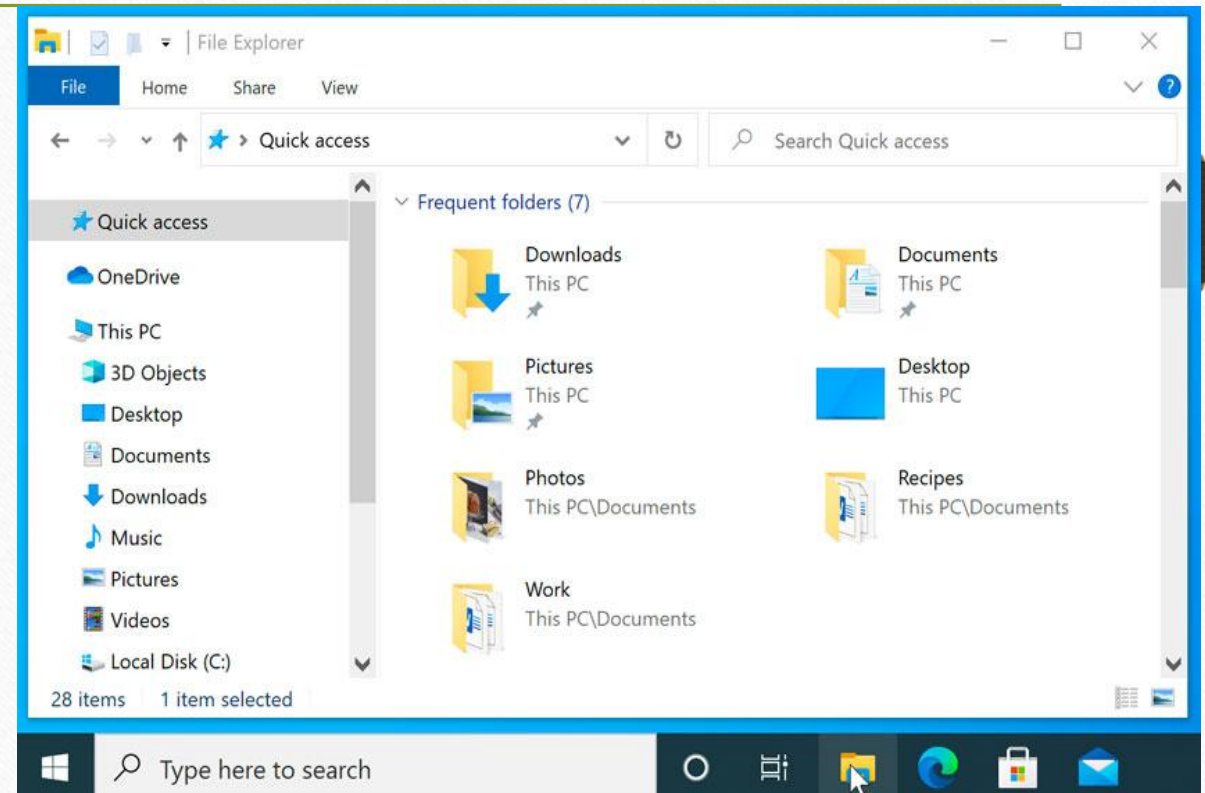 File Explorer
File Home Share View
Quick access
Search Quick access
Quick access
OneDrive
This PC
3D Objects
Desktop
Documents
Downloads
Music
Pictures
Videos
Local Disk (C:)
Frequent folders (7)
Downloads
This PC
Documents
This PC
Pictures
This PC
Desktop
This PC
Photos
This PC\Documents
Recipes
This PC\Documents
Work
This PC\Documents
28 items 1 item selected
Type here to search